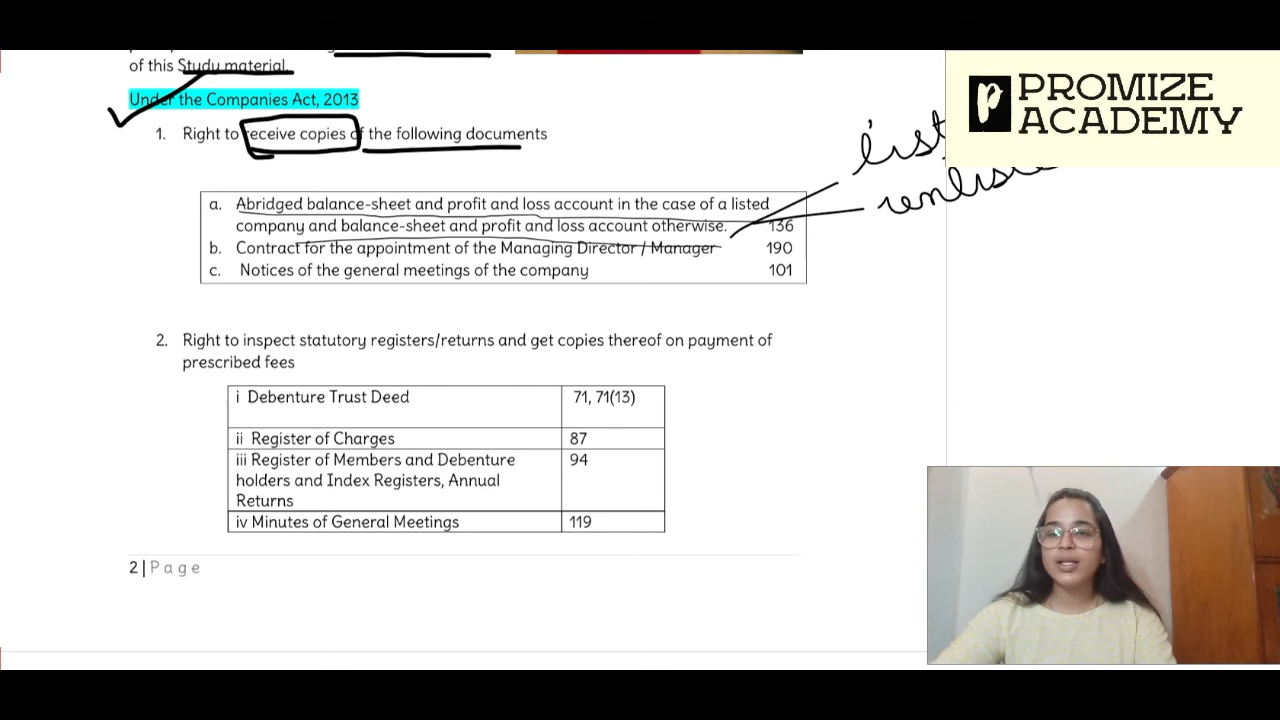 of this Study material.
PROMIZE
ACADEMY
Under the Companies Act, 2013
1. Right to receive copies of the following documents
a. Abridged balance-sheet and profit and loss account in the case of a listed
company and balance-sheet and profit and loss account otherwise. 136
b. Contract for the appointment of the Managing Director / Manager 190
c. Notices of the general meetings of the company 101
2. Right to inspect statutory registers/returns and get copies thereof on payment of
prescribed fees
i Debenture Trust Deed 71, 71(13)
ii Register of Charges 87
iii Register of Members and Debenture 94
holders and Index Registers, Annual
Returns
iv Minutes of General Meetings 119
2 | P a g e